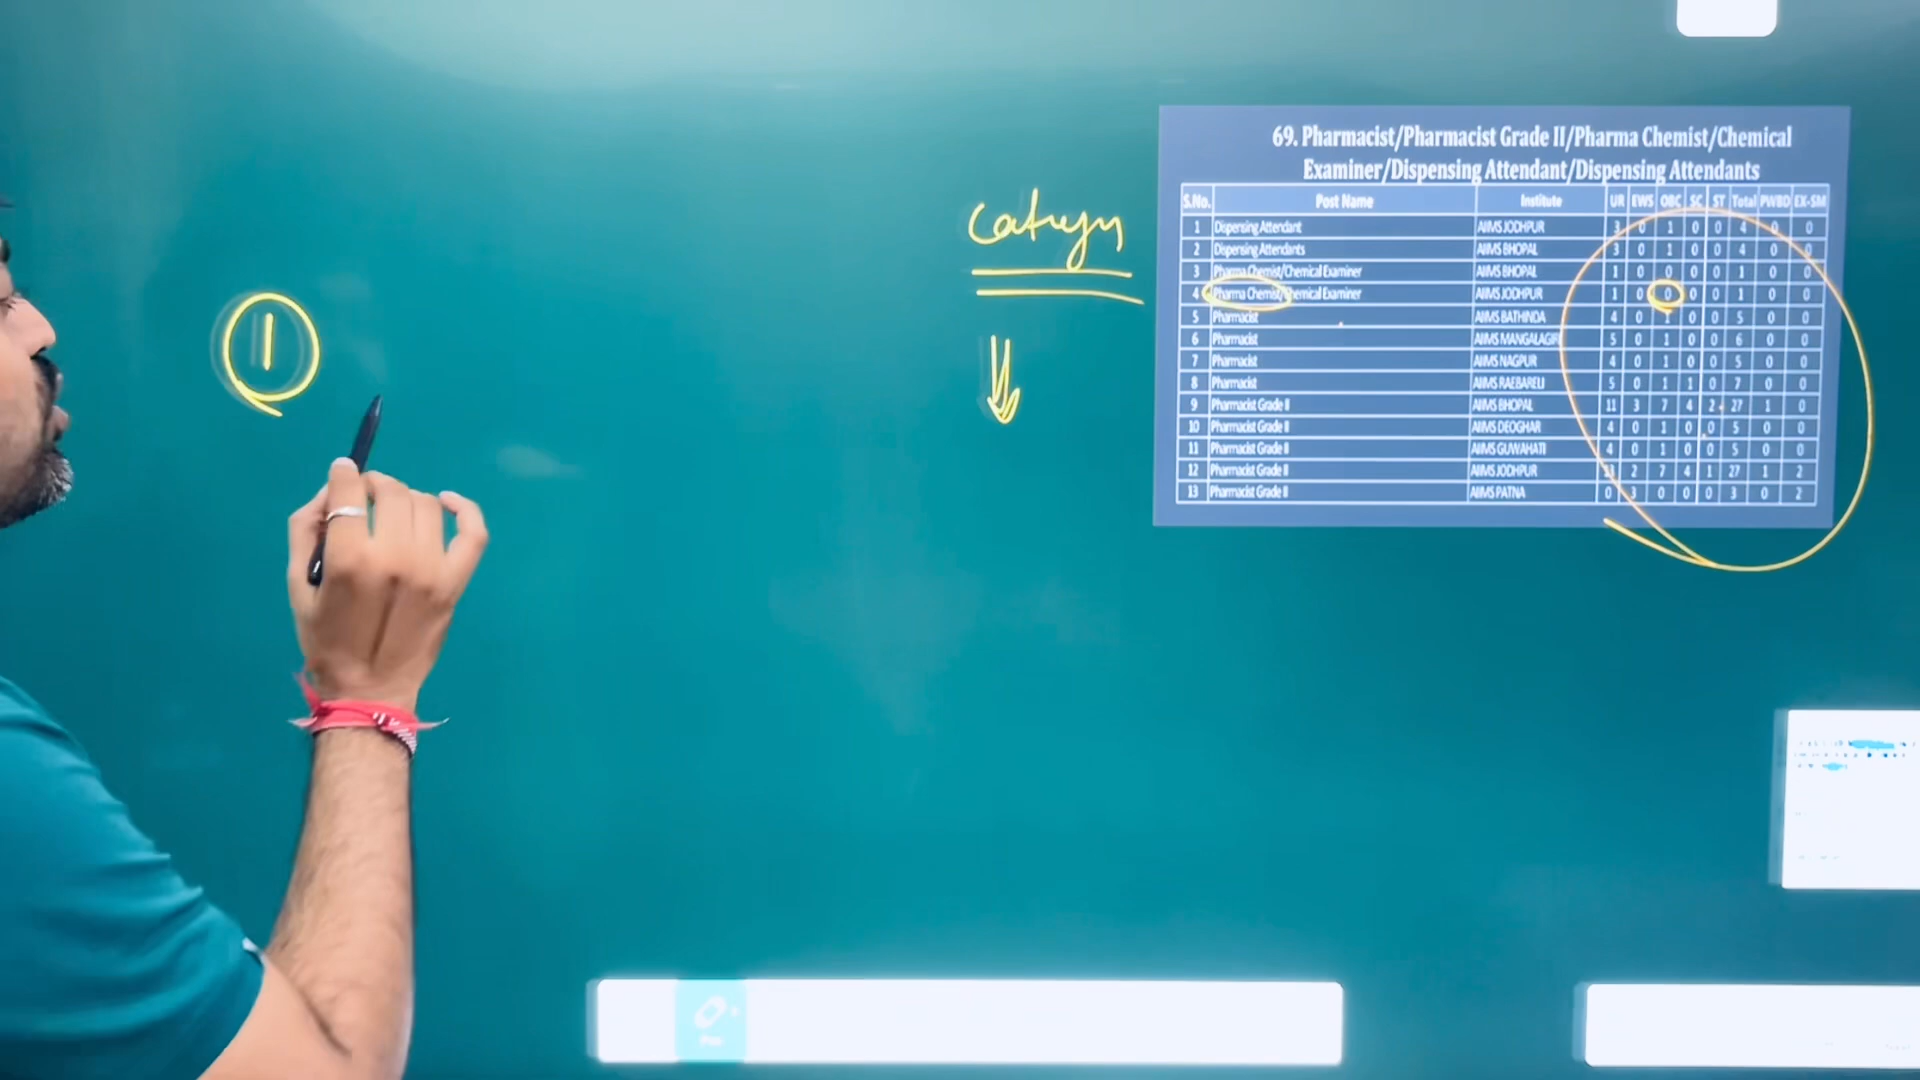 1
69. Pharmacist/Pharmacist Grade II/Pharma Chemist/Chemical
Examiner/Dispensing Attendant/Dispensing Attendants
S.No. Post Name Institute UR EWS OBC SC ST Total PWBD EX-SM
1 Dispensing Attendant AIIMS JODHPUR 3 0 1 0 0 4 0 0
2 Dispensing Attendants AIIMS BHOPAL 3 0 1 0 0 4 0 0
3 Pharma Chemist/Chemical Examiner AIIMS BHOPAL 1 0 0 0 0 1 0 0
4 Pharma Chemist/Chemical Examiner AIIMS JODHPUR 1 0 0 0 0 1 0 0
5 Pharmacist AIIMS BATHINDA 4 0 1 0 0 5 0 0
6 Pharmacist AIIMS MANGALAGIRI 5 0 1 0 0 6 0 0
7 Pharmacist AIIMS NAGPUR 4 0 1 0 0 5 0 0
8 Pharmacist AIIMS RAEBARELI 5 0 1 1 0 7 0 0
9 Pharmacist Grade II AIIMS BHOPAL 11 3 7 4 2 27 1 0
10 Pharmacist Grade II AIIMS DEOGHAR 4 0 1 0 0 5 0 0
11 Pharmacist Grade II AIIMS GUWAHATI 4 0 1 0 0 5 0 0
12 Pharmacist Grade II AIIMS JODHPUR 13 2 7 4 1 27 1 2
13 Pharmacist Grade II AIIMS PATNA 0 3 0 0 0 3 0 2
Pen